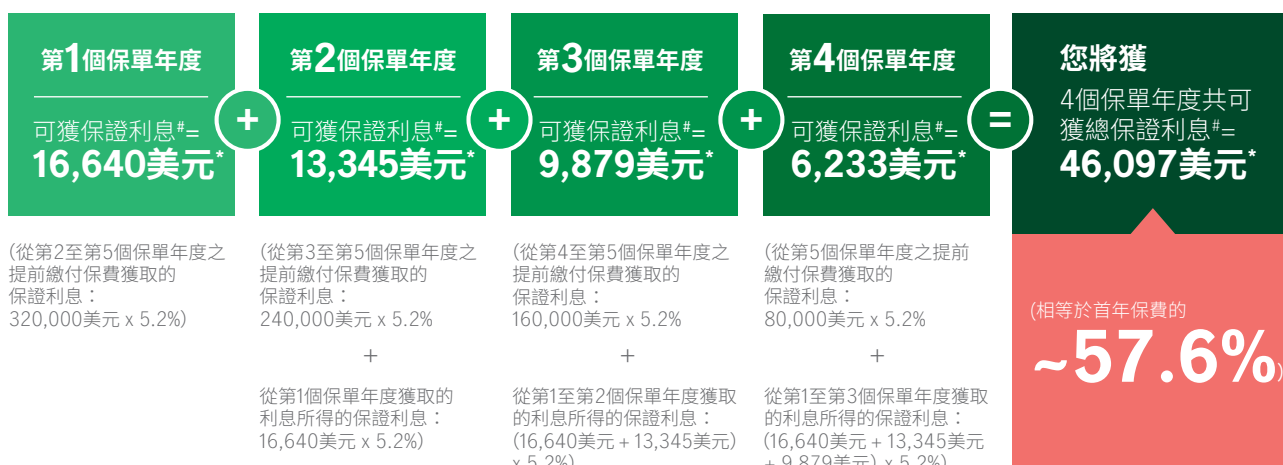 第1個保單年度
可獲保證利息#=
16,640美元*
(從第2至第5個保單年度之
提前繳付保費獲取的
保證利息：
320,000美元 x 5.2%)
+
第2個保單年度
可獲保證利息#=
13,345美元*
(從第3至第5個保單年度之
提前繳付保費獲取的
保證利息：
240,000美元 x 5.2%
+
從第1個保單年度獲取的
利息所得的保證利息：
16,640美元 x 5.2%)
+
第3個保單年度
可獲保證利息#=
9,879美元*
(從第4至第5個保單年度之
提前繳付保費獲取的
保證利息：
160,000美元 x 5.2%
+
從第1至第2個保單年度獲取
的利息所得的保證利息：
(16,640美元 + 13,345美元)
x 5.2%)
+
第4個保單年度
可獲保證利息#=
6,233美元*
(從第5個保單年度之提前
繳付保費獲取的
保證利息：
80,000美元 x 5.2%
+
從第1至第3個保單年度獲取
的利息所得的保證利息：
(16,640美元 + 13,345美元
+ 9,879美元) x 5.2%)
=
您將獲
4個保單年度共可
獲總保證利息#=
46,097美元*
(相等於首年保費的
~57.6%)